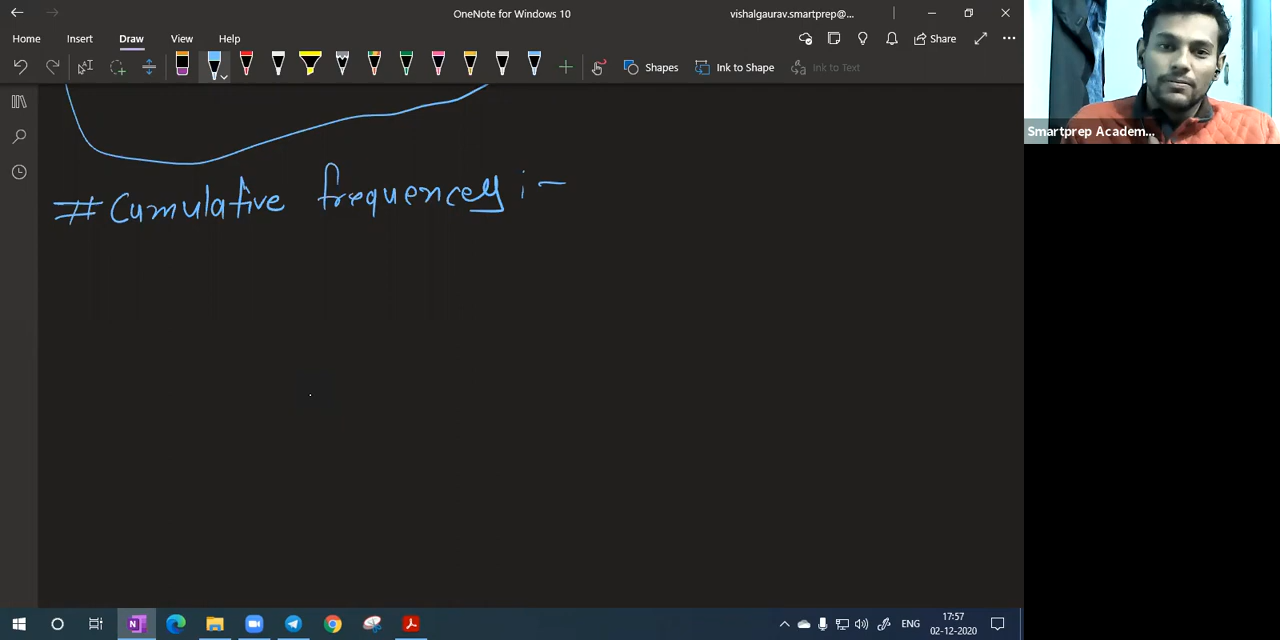 OneNote for Windows 10
vishalgaurav.smartprep@...
Home Insert Draw View Help
Share
Shapes Ink to Shape Ink to Text
Smartprep Academ...
# Cumulative frequencey :-
ENG
17:57
02-12-2020